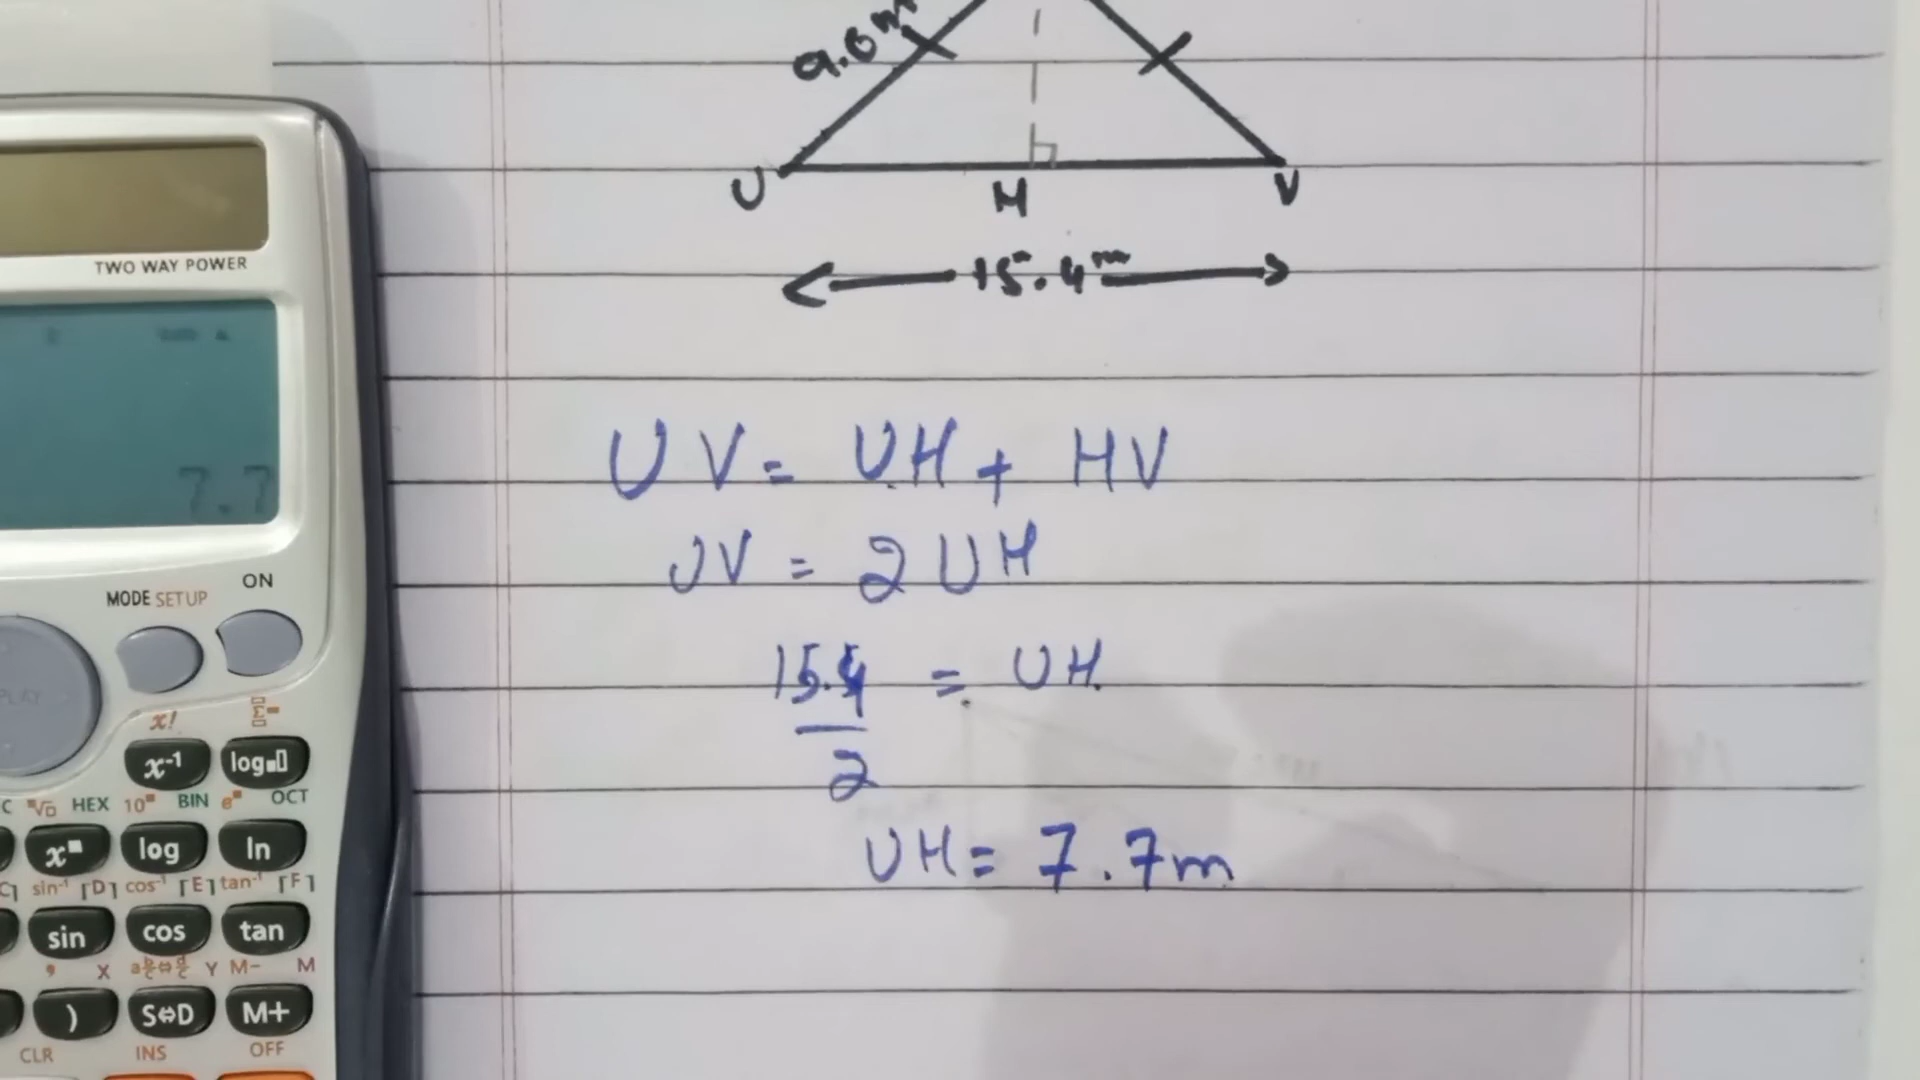 9.6m
U H V
15.4m
UV = UH + HV
UV = 2UH
15.4 = UH
2
UH = 7.7m
TWO WAY POWER
7.7
MODE SETUP ON
PLAY
x! Σ=
x⁻¹ log
HEX 10 BIN e OCT
x log ln
sin⁻¹ [D] cos⁻¹ [E] tan⁻¹ [F]
sin cos tan
, X Y M- M
) S⇔D M+
CLR INS OFF